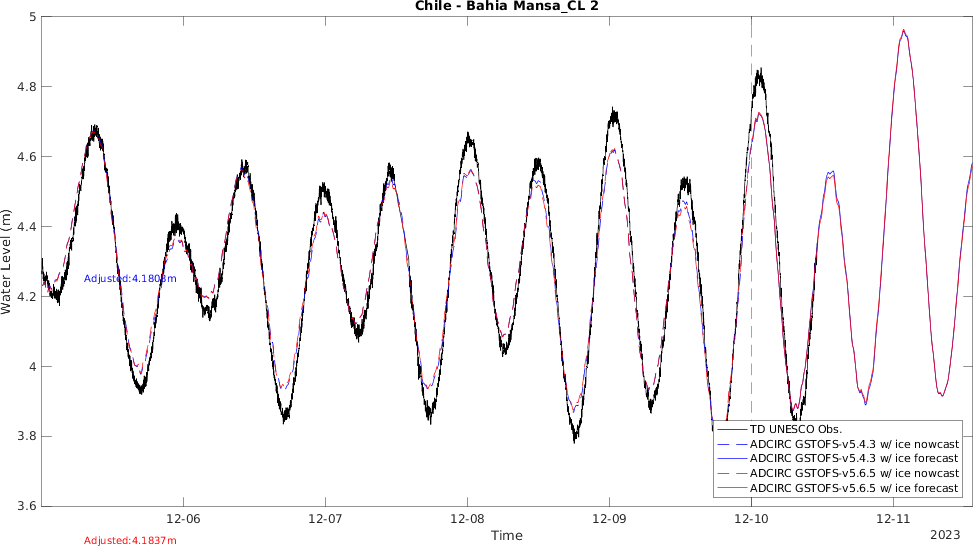 Chile - Bahia Mansa_CL 2
5
4.8
4.6
4.4
4.2
4
3.8
3.6
Water Level (m)
Adjusted:4.1803m
TD UNESCO Obs.
ADCIRC GSTOFS-v5.4.3 w/ ice nowcast
ADCIRC GSTOFS-v5.4.3 w/ ice forecast
ADCIRC GSTOFS-v5.6.5 w/ ice nowcast
ADCIRC GSTOFS-v5.6.5 w/ ice forecast
12-06 12-07 12-08 12-09 12-10 12-11
Time
2023
Adjusted:4.1837m